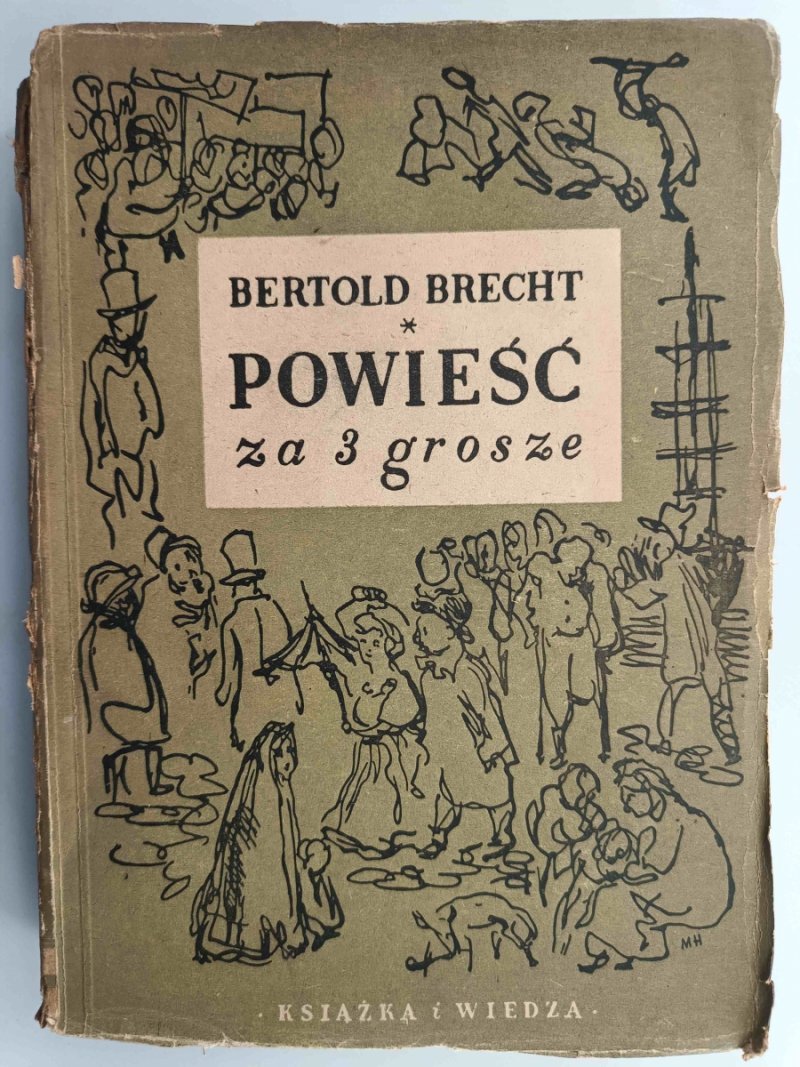 BERTOLD BRECHT
*
POWIEŚĆ
za 3 grosze
MH
· KSIĄŻKA i WIEDZA ·